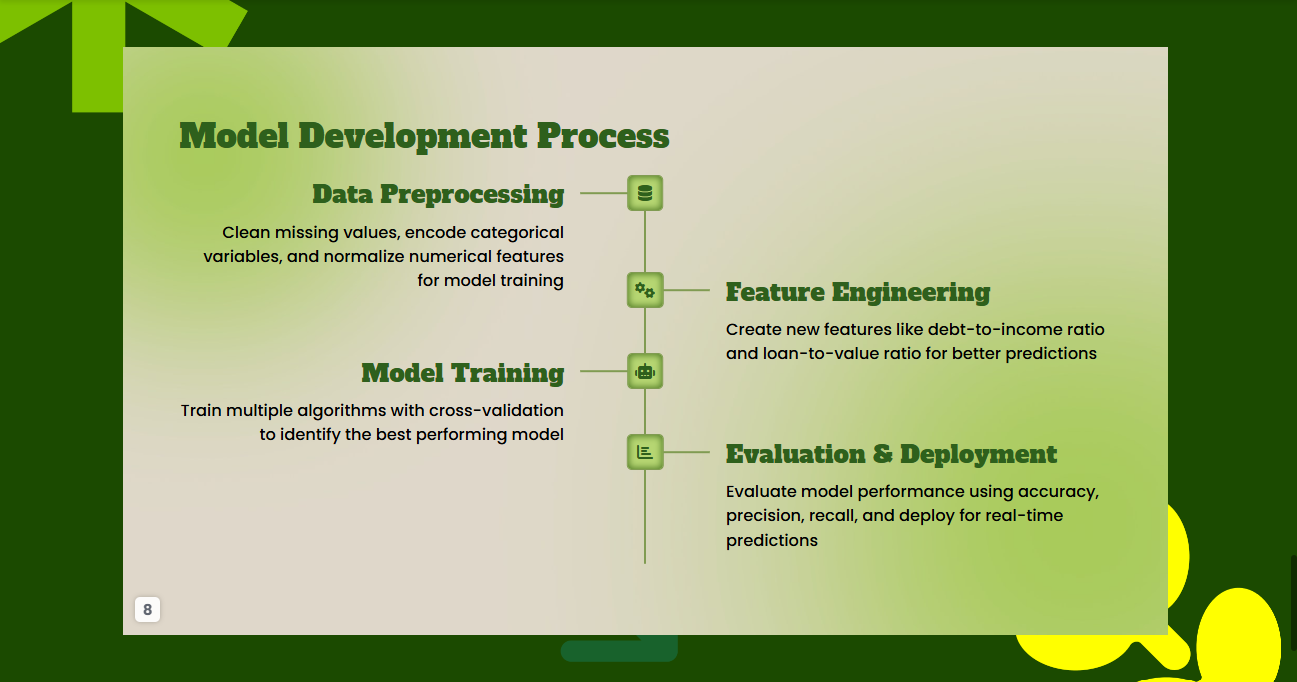 Model Development Process
Data Preprocessing
Clean missing values, encode categorical
variables, and normalize numerical features
for model training
Feature Engineering
Create new features like debt-to-income ratio
and loan-to-value ratio for better predictions
Model Training
Train multiple algorithms with cross-validation
to identify the best performing model
Evaluation & Deployment
Evaluate model performance using accuracy,
precision, recall, and deploy for real-time
predictions
8